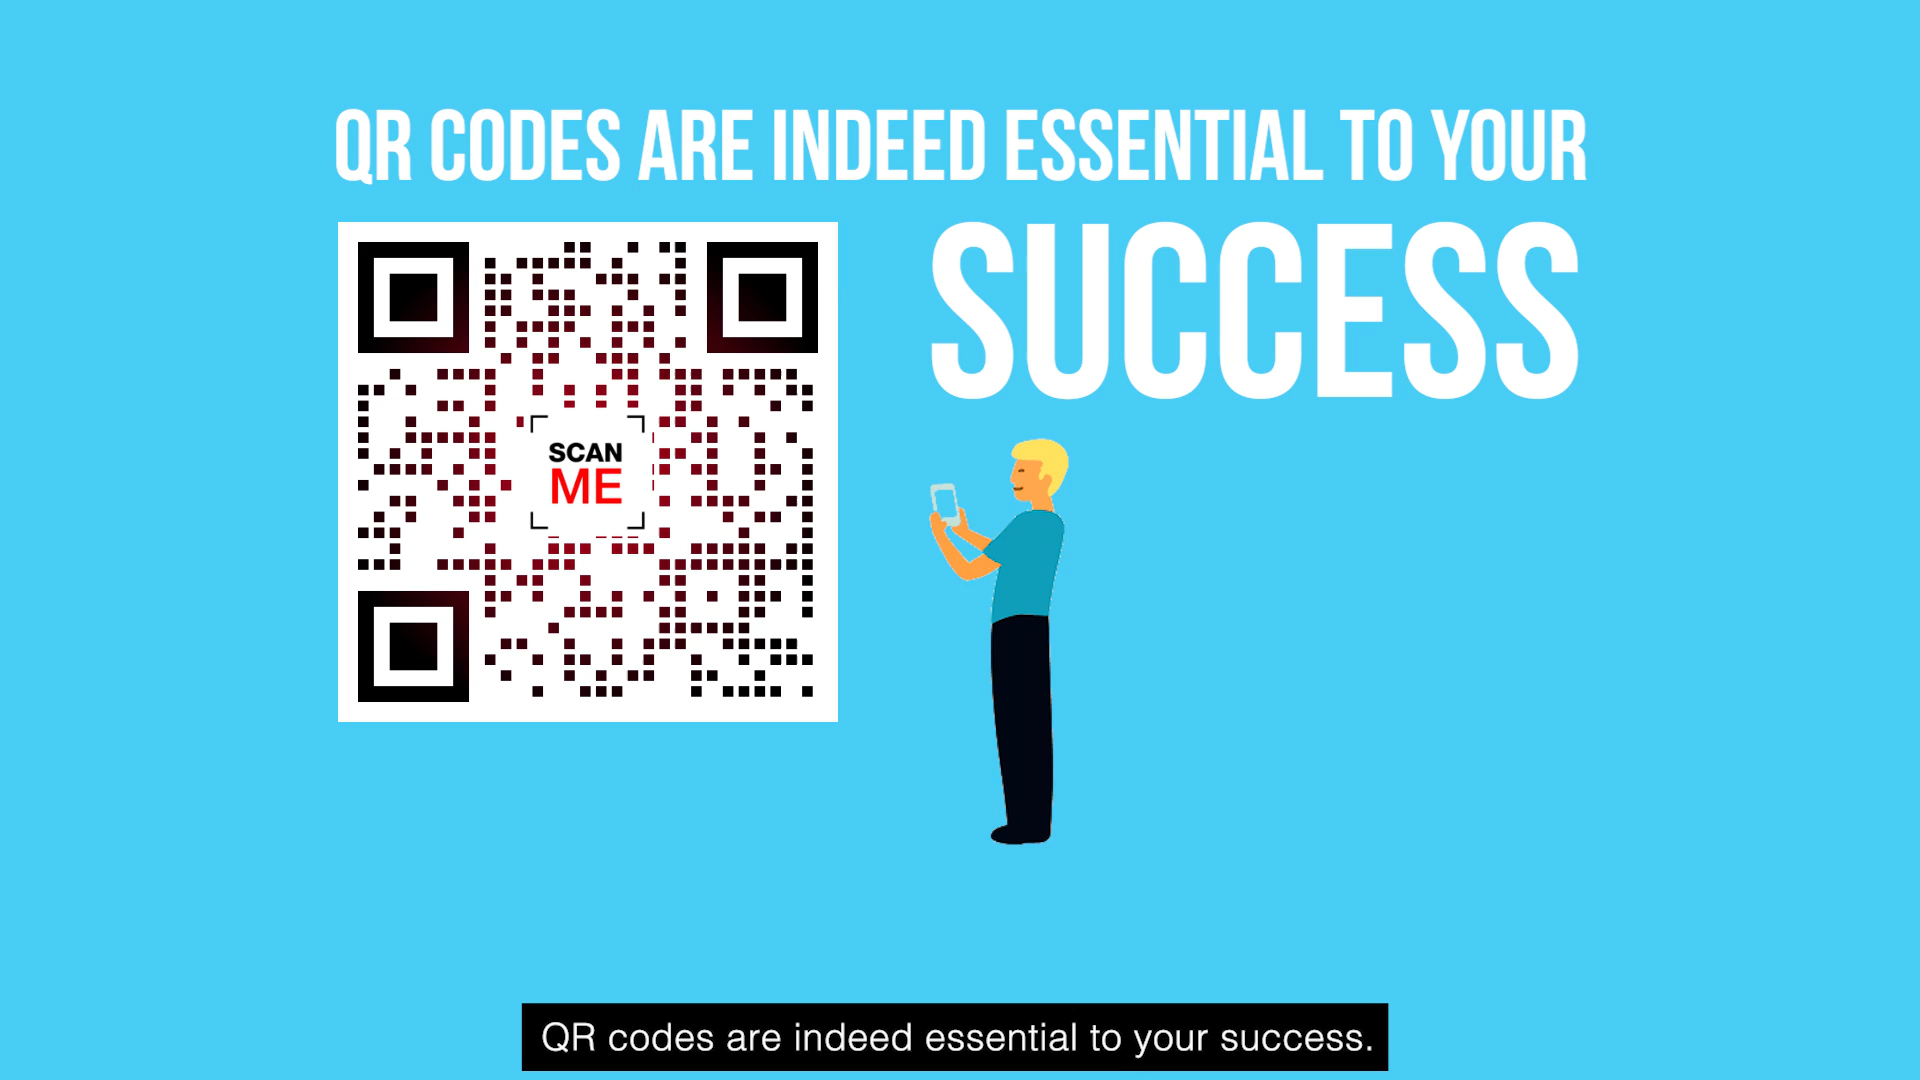 QR CODES ARE INDEED ESSENTIAL TO YOUR
SUCCESS
SCAN
ME
QR codes are indeed essential to your success.